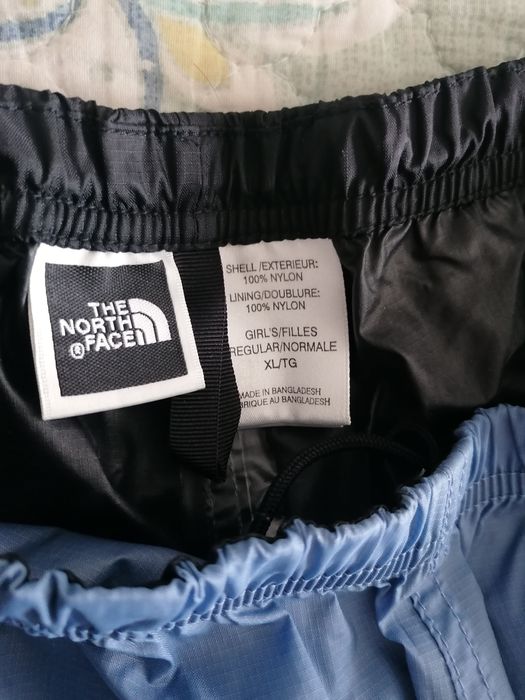 THE
NORTH
FACE
®
SHELL/EXTERIEUR:
100% NYLON
LINING/DOUBLURE:
100% NYLON
GIRL'S/FILLES
REGULAR/NORMALE
XL/TG
MADE IN BANGLADESH
BRIQUE AU BANGLADESH